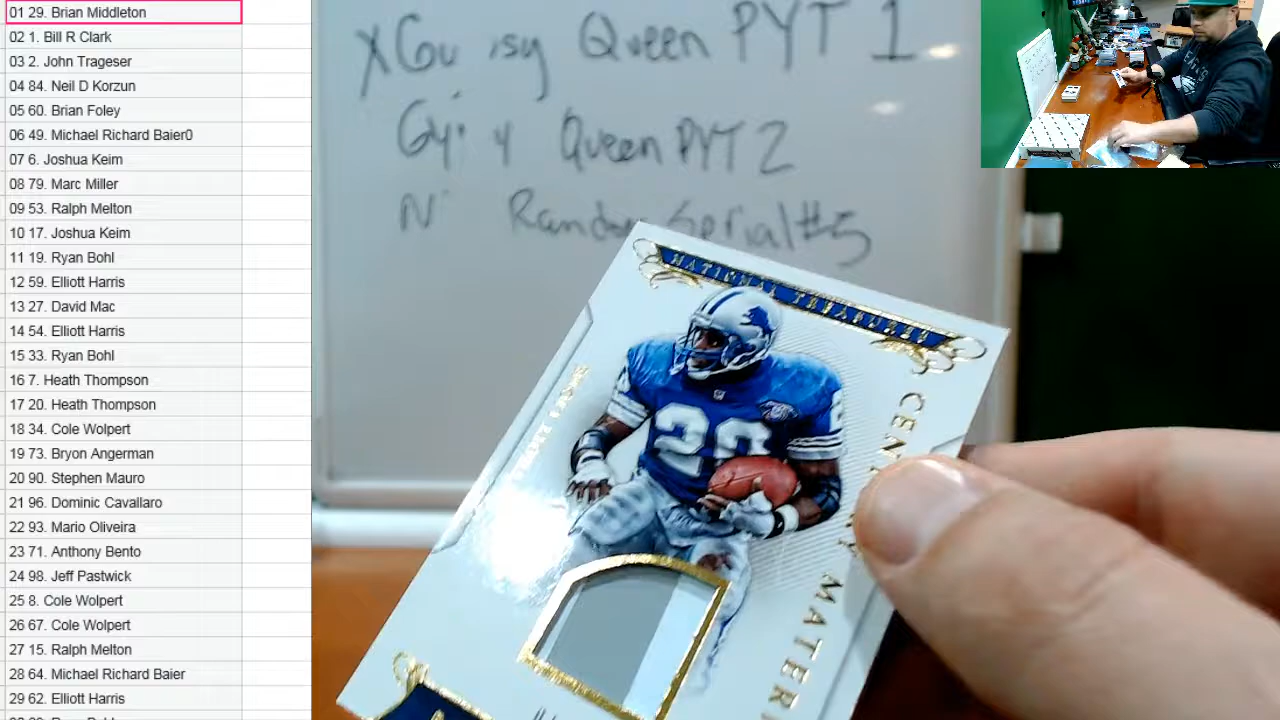 01 29. Brian Middleton
02 1. Bill R Clark
03 2. John Trageser
04 84. Neil D Korzun
05 60. Brian Foley
06 49. Michael Richard Baier0
07 6. Joshua Keim
08 79. Marc Miller
09 53. Ralph Melton
10 17. Joshua Keim
11 19. Ryan Bohl
12 59. Elliott Harris
13 27. David Mac
14 54. Elliott Harris
15 33. Ryan Bohl
16 7. Heath Thompson
17 20. Heath Thompson
18 34. Cole Wolpert
19 73. Bryon Angerman
20 90. Stephen Mauro
21 96. Dominic Cavallaro
22 93. Mario Oliveira
23 71. Anthony Bento
24 98. Jeff Pastwick
25 8. Cole Wolpert
26 67. Cole Wolpert
27 15. Ralph Melton
28 64. Michael Richard Baier
29 62. Elliott Harris
Queen PYT 1
Queen PYT 2
Serial #5
NATIONAL TREASURES
20